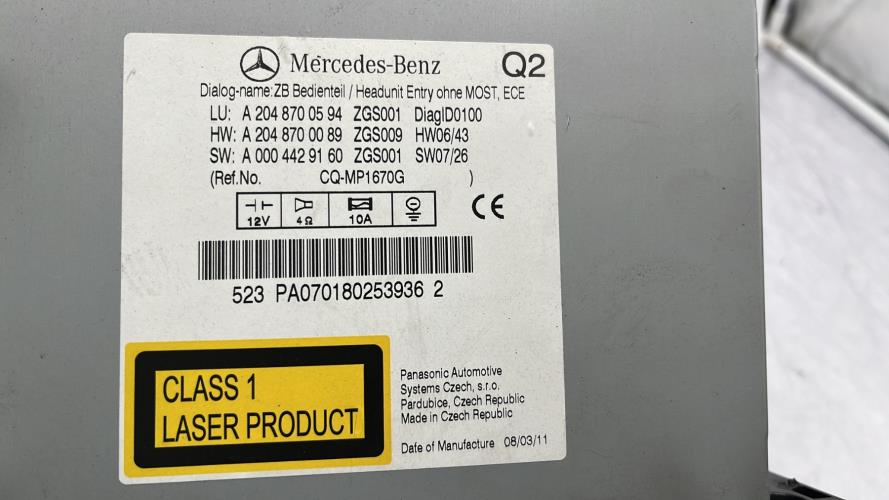 Mercedes-Benz Q2
Dialog-name:ZB Bedienteil / Headunit Entry ohne MOST, ECE
LU: A 204 870 05 94 ZGS001 DiagID0100
HW: A 204 870 00 89 ZGS009 HW06/43
SW: A 000 442 91 60 ZGS001 SW07/26
(Ref.No. CQ-MP1670G )
12V 4Ω 10A CE
523 PA070180253936 2
CLASS 1
LASER PRODUCT
Panasonic Automotive
Systems Czech, s.r.o.
Pardubice, Czech Republic
Made in Czech Republic
Date of Manufacture 08/03/11